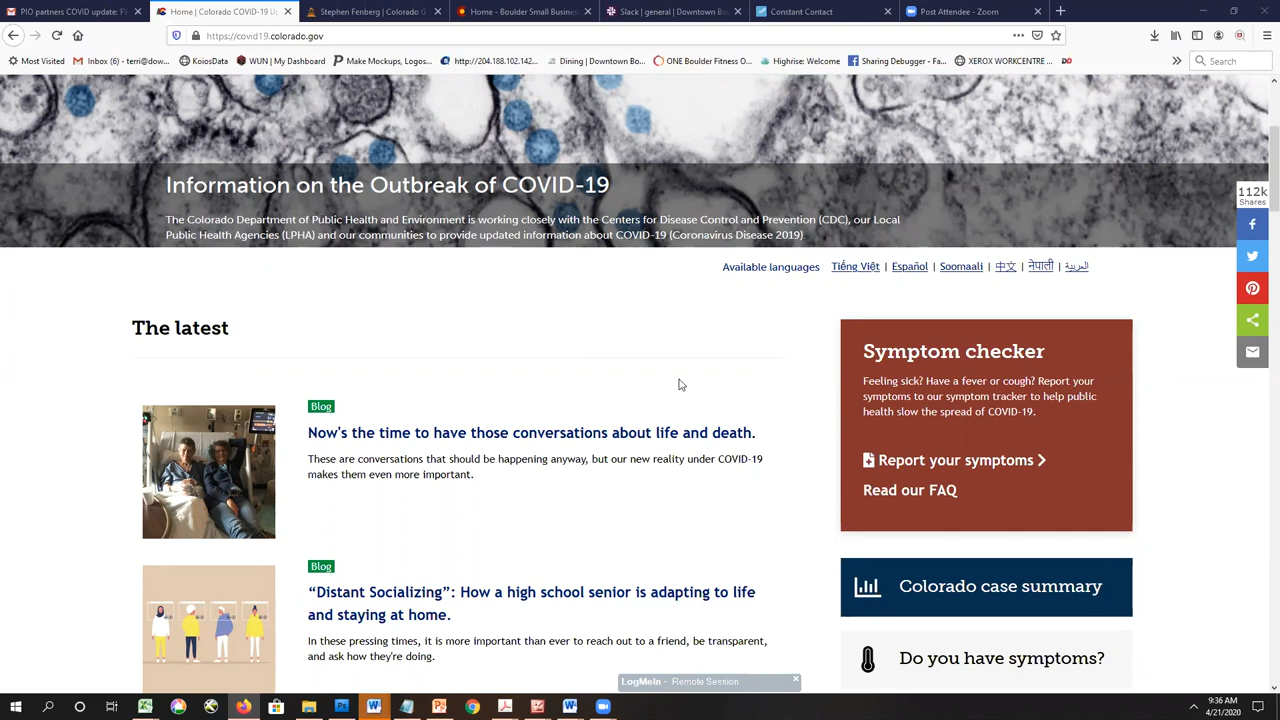 PIO partners COVID update: F
Home | Colorado COVID-19 U
Stephen Fenberg | Colorado G
Home - Boulder Small Busine
Slack | general | Downtown Bo
Constant Contact
Post Attendee - Zoom
https://covid19.colorado.gov
Most Visited
Inbox (6) - terri@dow...
KoiosData
WUN | My Dashboard
Make Mockups, Logos...
http://204.188.102.142...
Dining | Downtown Bo...
ONE Boulder Fitness O...
Highrise: Welcome
Sharing Debugger - Fa...
XEROX WORKCENTRE ...
Search
Information on the Outbreak of COVID-19
The Colorado Department of Public Health and Environment is working closely with the Centers for Disease Control and Prevention (CDC), our Local
Public Health Agencies (LPHA) and our communities to provide updated information about COVID-19 (Coronavirus Disease 2019).
112k
Shares
Available languages Tiếng Việt | Español | Soomaali | 中文 | नेपाली | العربية
The latest
Blog
Now's the time to have those conversations about life and death.
These are conversations that should be happening anyway, but our new reality under COVID-19
makes them even more important.
Blog
“Distant Socializing”: How a high school senior is adapting to life
and staying at home.
In these pressing times, it is more important than ever to reach out to a friend, be transparent,
and ask how they're doing.
Symptom checker
Feeling sick? Have a fever or cough? Report your
symptoms to our symptom tracker to help public
health slow the spread of COVID-19.
Report your symptoms
Read our FAQ
Colorado case summary
Do you have symptoms?
LogMeIn - Remote Session
9:36 AM
4/21/2020